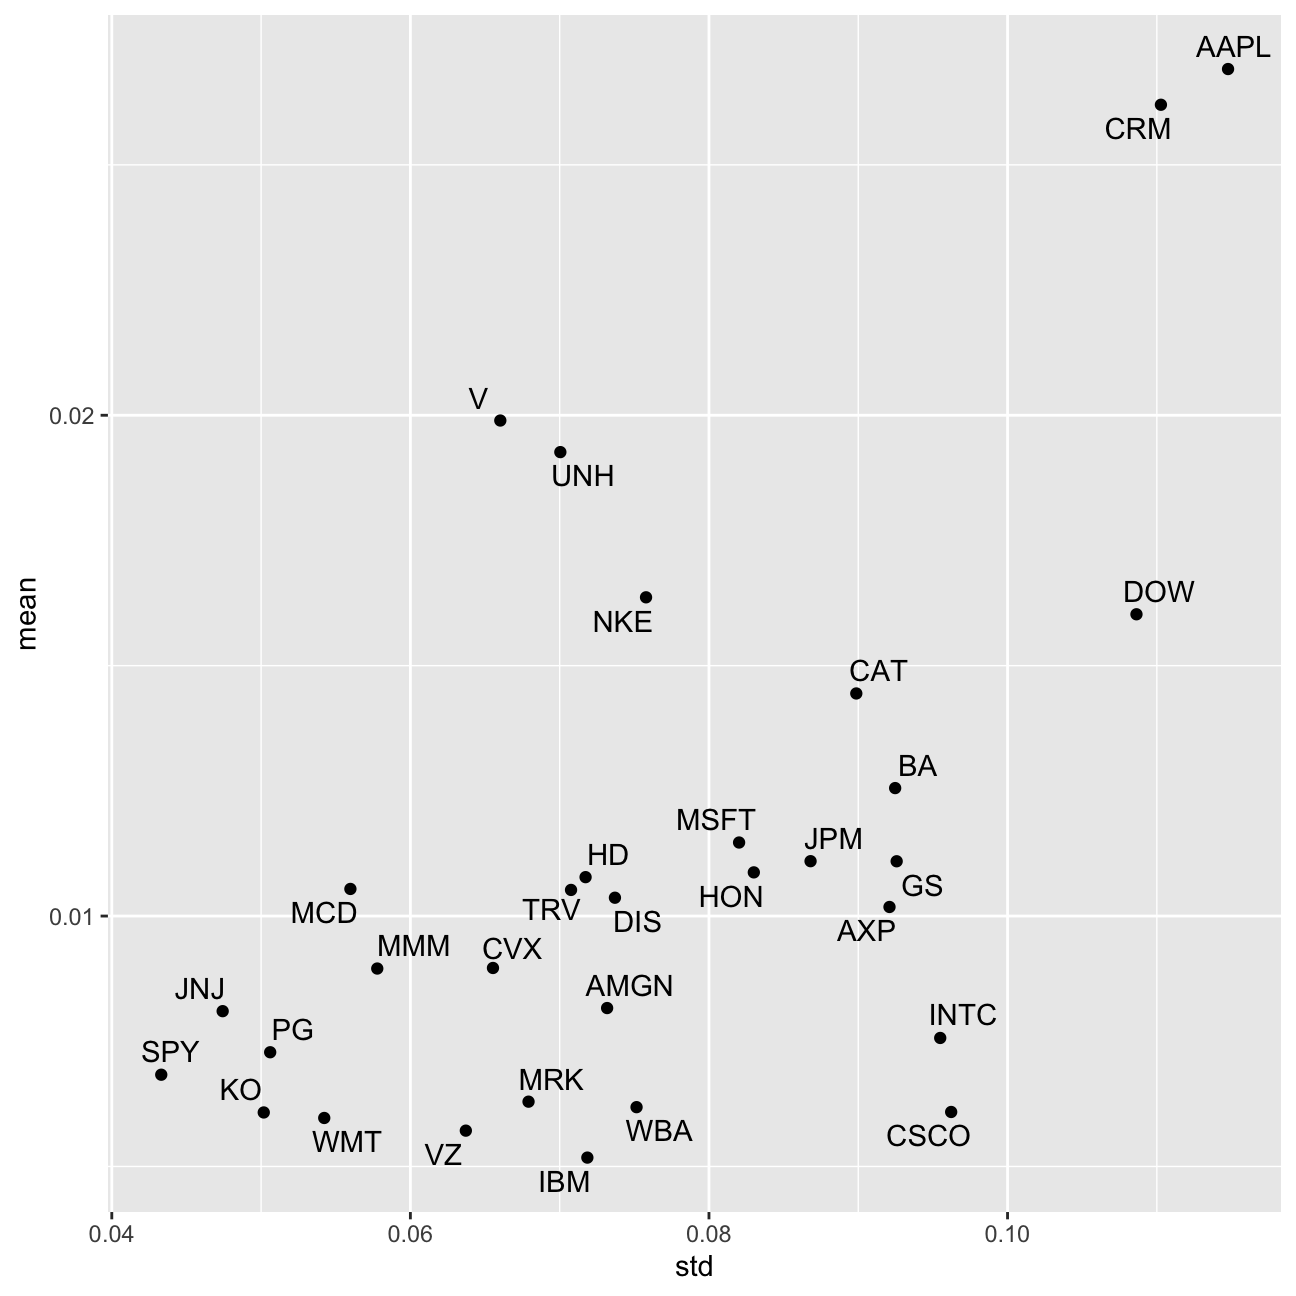 AAPL
CRM
V
0.02
UNH
DOW
NKE
mean
CAT
BA
MSFT
JPM
HD
GS
HON
TRV
MCD
0.01
DIS
AXP
MMM
CVX
JNJ
AMGN
INTC
PG
SPY
MRK
KO
WBA
CSCO
WMT
VZ
IBM
0.04 0.06 0.08 0.10
std